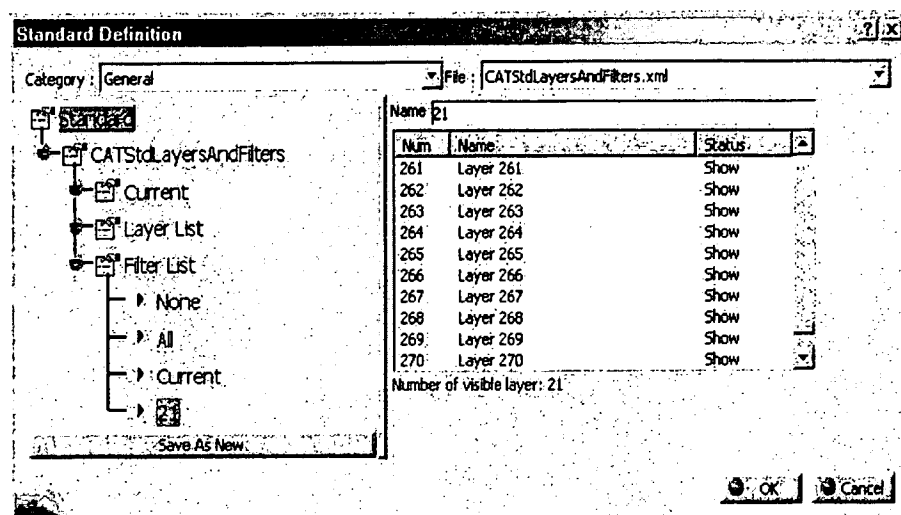 Standard Definition
? x
Category : General
File : CATStdLayersAndFilters.xml
Standard
CATStdLayersAndFilters
Current
Layer List
Filter List
None
All
Current
21
Save As New
Name 21
Num Name Status
261 Layer 261 Show
262 Layer 262 Show
263 Layer 263 Show
264 Layer 264 Show
265 Layer 265 Show
266 Layer 266 Show
267 Layer 267 Show
268 Layer 268 Show
269 Layer 269 Show
270 Layer 270 Show
Number of visible layer: 21
OK Cancel